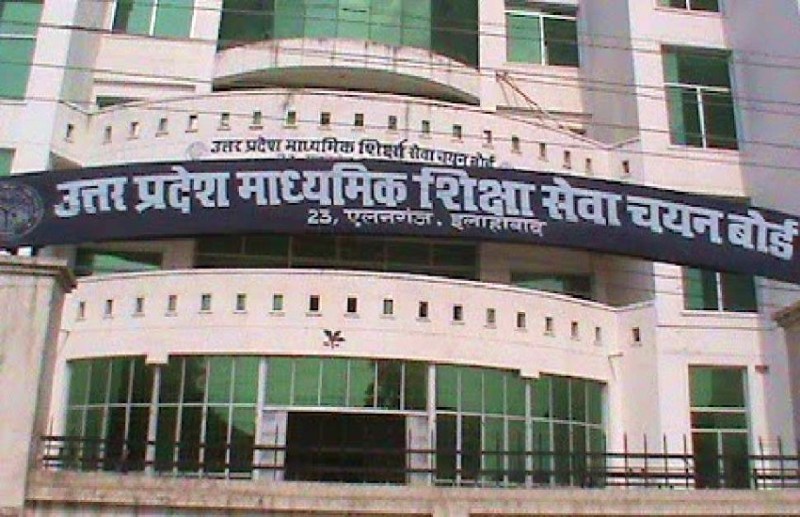 उत्तर प्रदेश माध्यमिक शिक्षा सेवा चयन बोर्ड
उत्तर प्रदेश माध्यमिक शिक्षा सेवा चयन बोर्ड
23, एलनगंज. इलाहाबाद